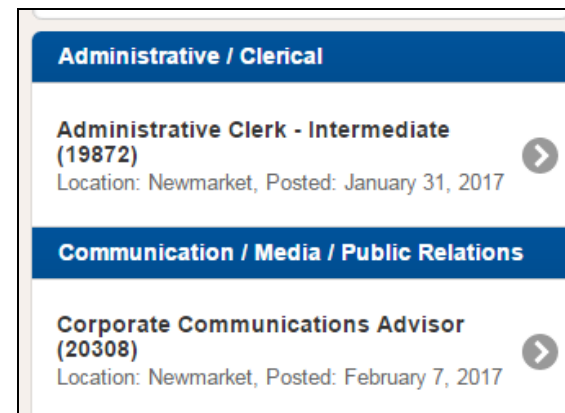 Administrative / Clerical
Administrative Clerk - Intermediate
(19872)
Location: Newmarket, Posted: January 31, 2017
Communication / Media / Public Relations
Corporate Communications Advisor
(20308)
Location: Newmarket, Posted: February 7, 2017